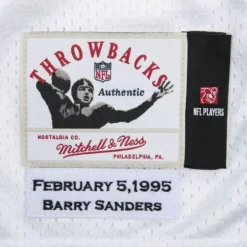 THROWBACKS
NFL
Authentic
NOSTALGIA CO.
Mitchell & Ness
PHILADELPHIA, PA.
NFL PLAYERS
FEBRUARY 5,1995
BARRY SANDERS